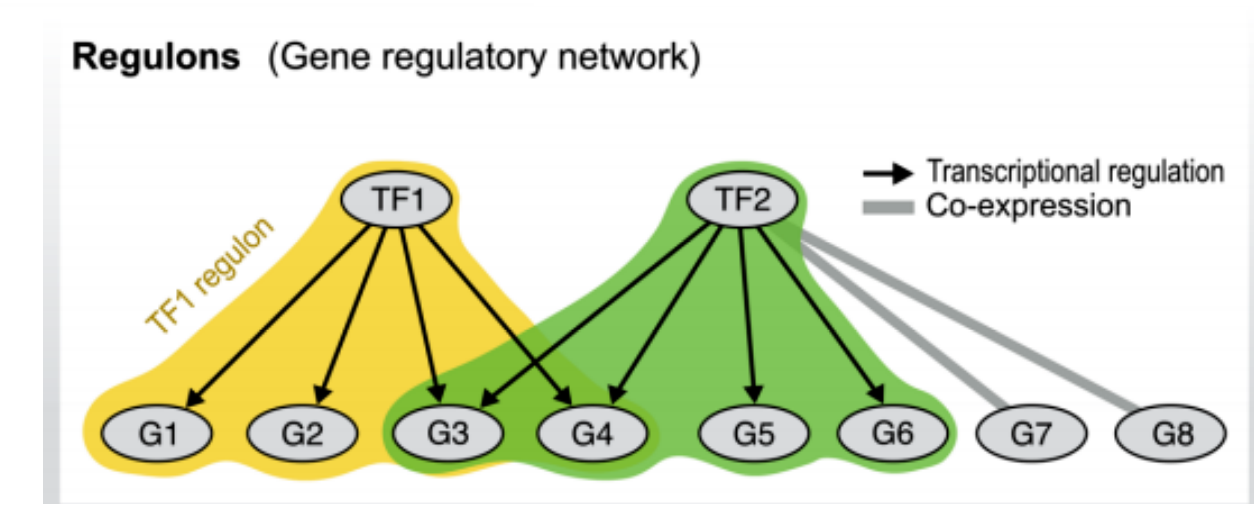 Regulons (Gene regulatory network)
TF1
TF2
Transcriptional regulation
Co-expression
TF1 regulon
G1
G2
G3
G4
G5
G6
G7
G8